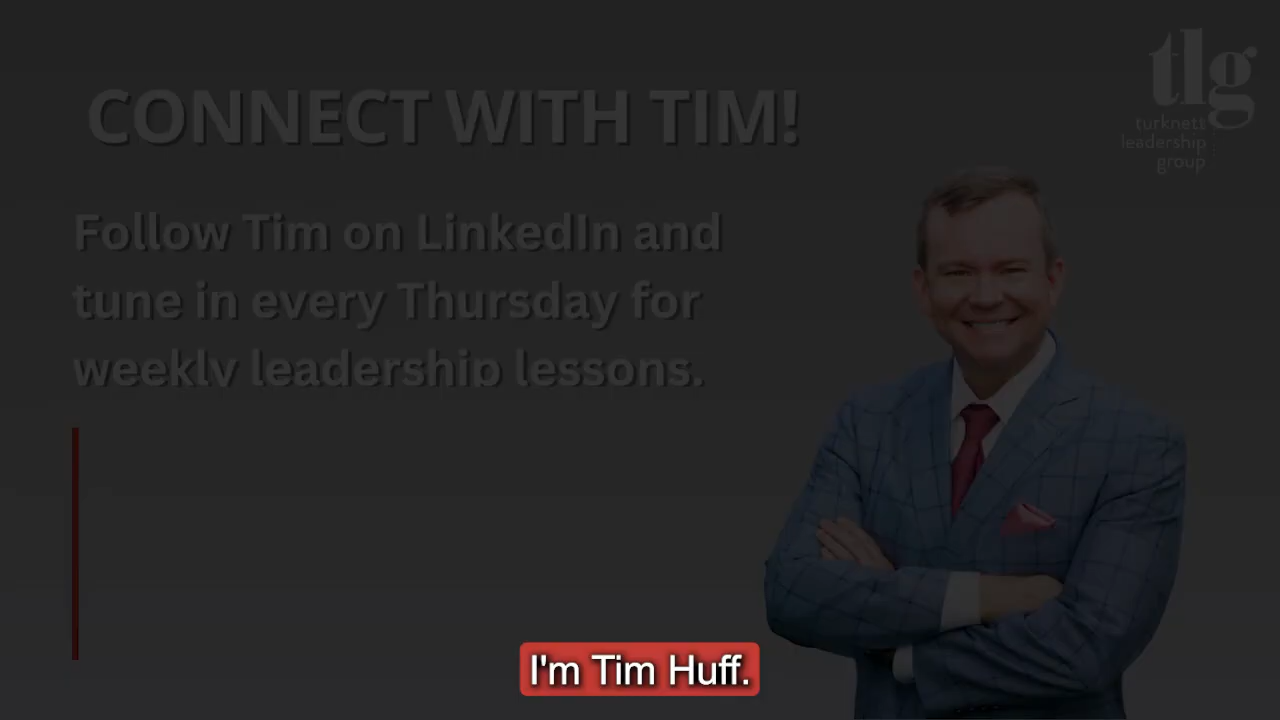 CONNECT WITH TIM!
Follow Tim on LinkedIn and
tune in every Thursday for
weekly leadership lessons.
tlg
turknett
leadership
group
I'm Tim Huff.